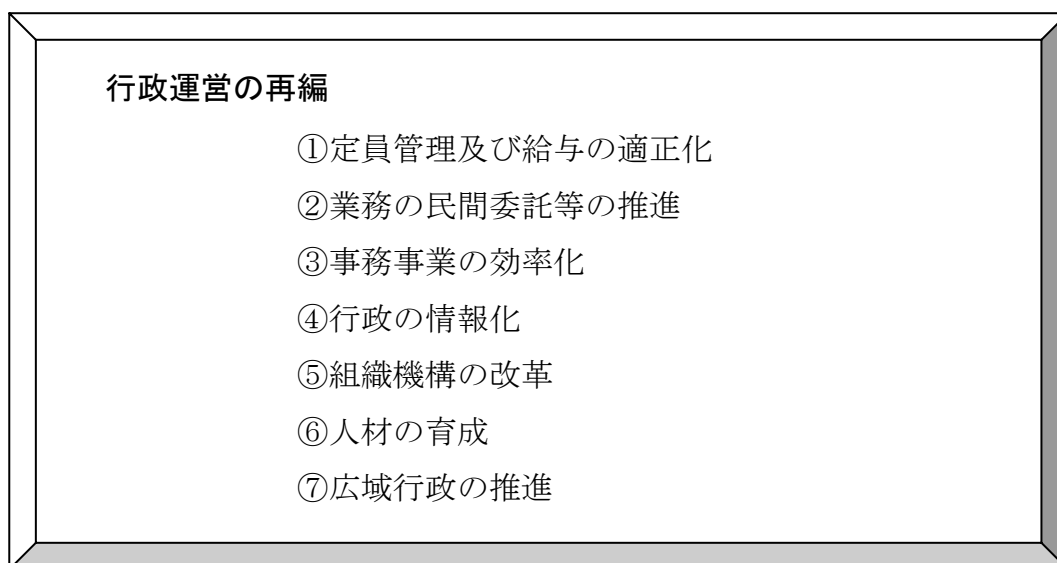 行政運営の再編
①定員管理及び給与の適正化
②業務の民間委託等の推進
③事務事業の効率化
④行政の情報化
⑤組織機構の改革
⑥人材の育成
⑦広域行政の推進